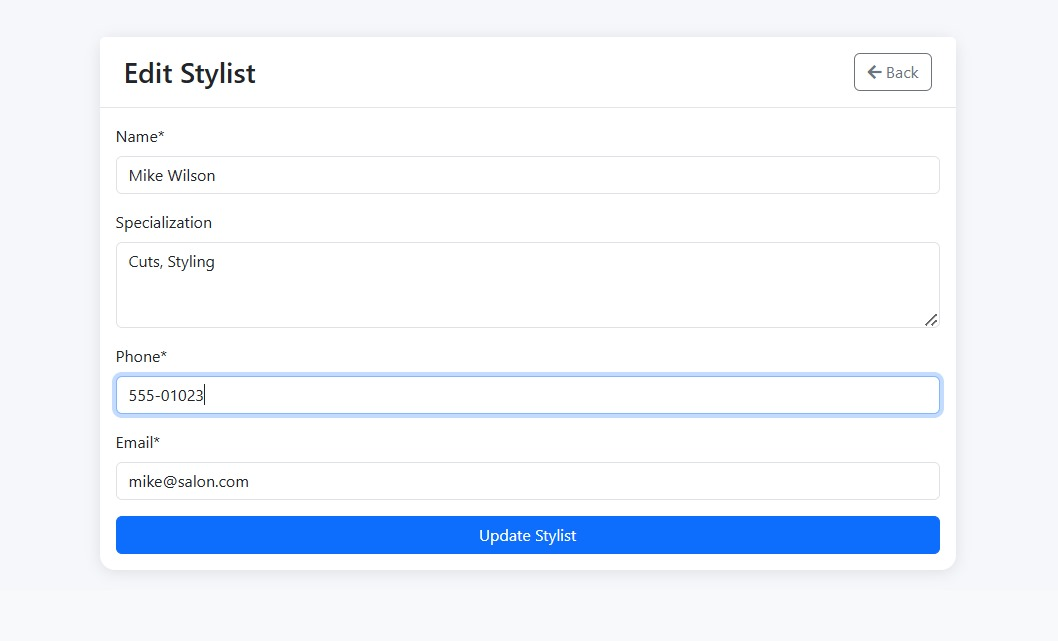 Edit Stylist
Back
Name*
Mike Wilson
Specialization
Cuts, Styling
Phone*
555-01023
Email*
mike@salon.com
Update Stylist